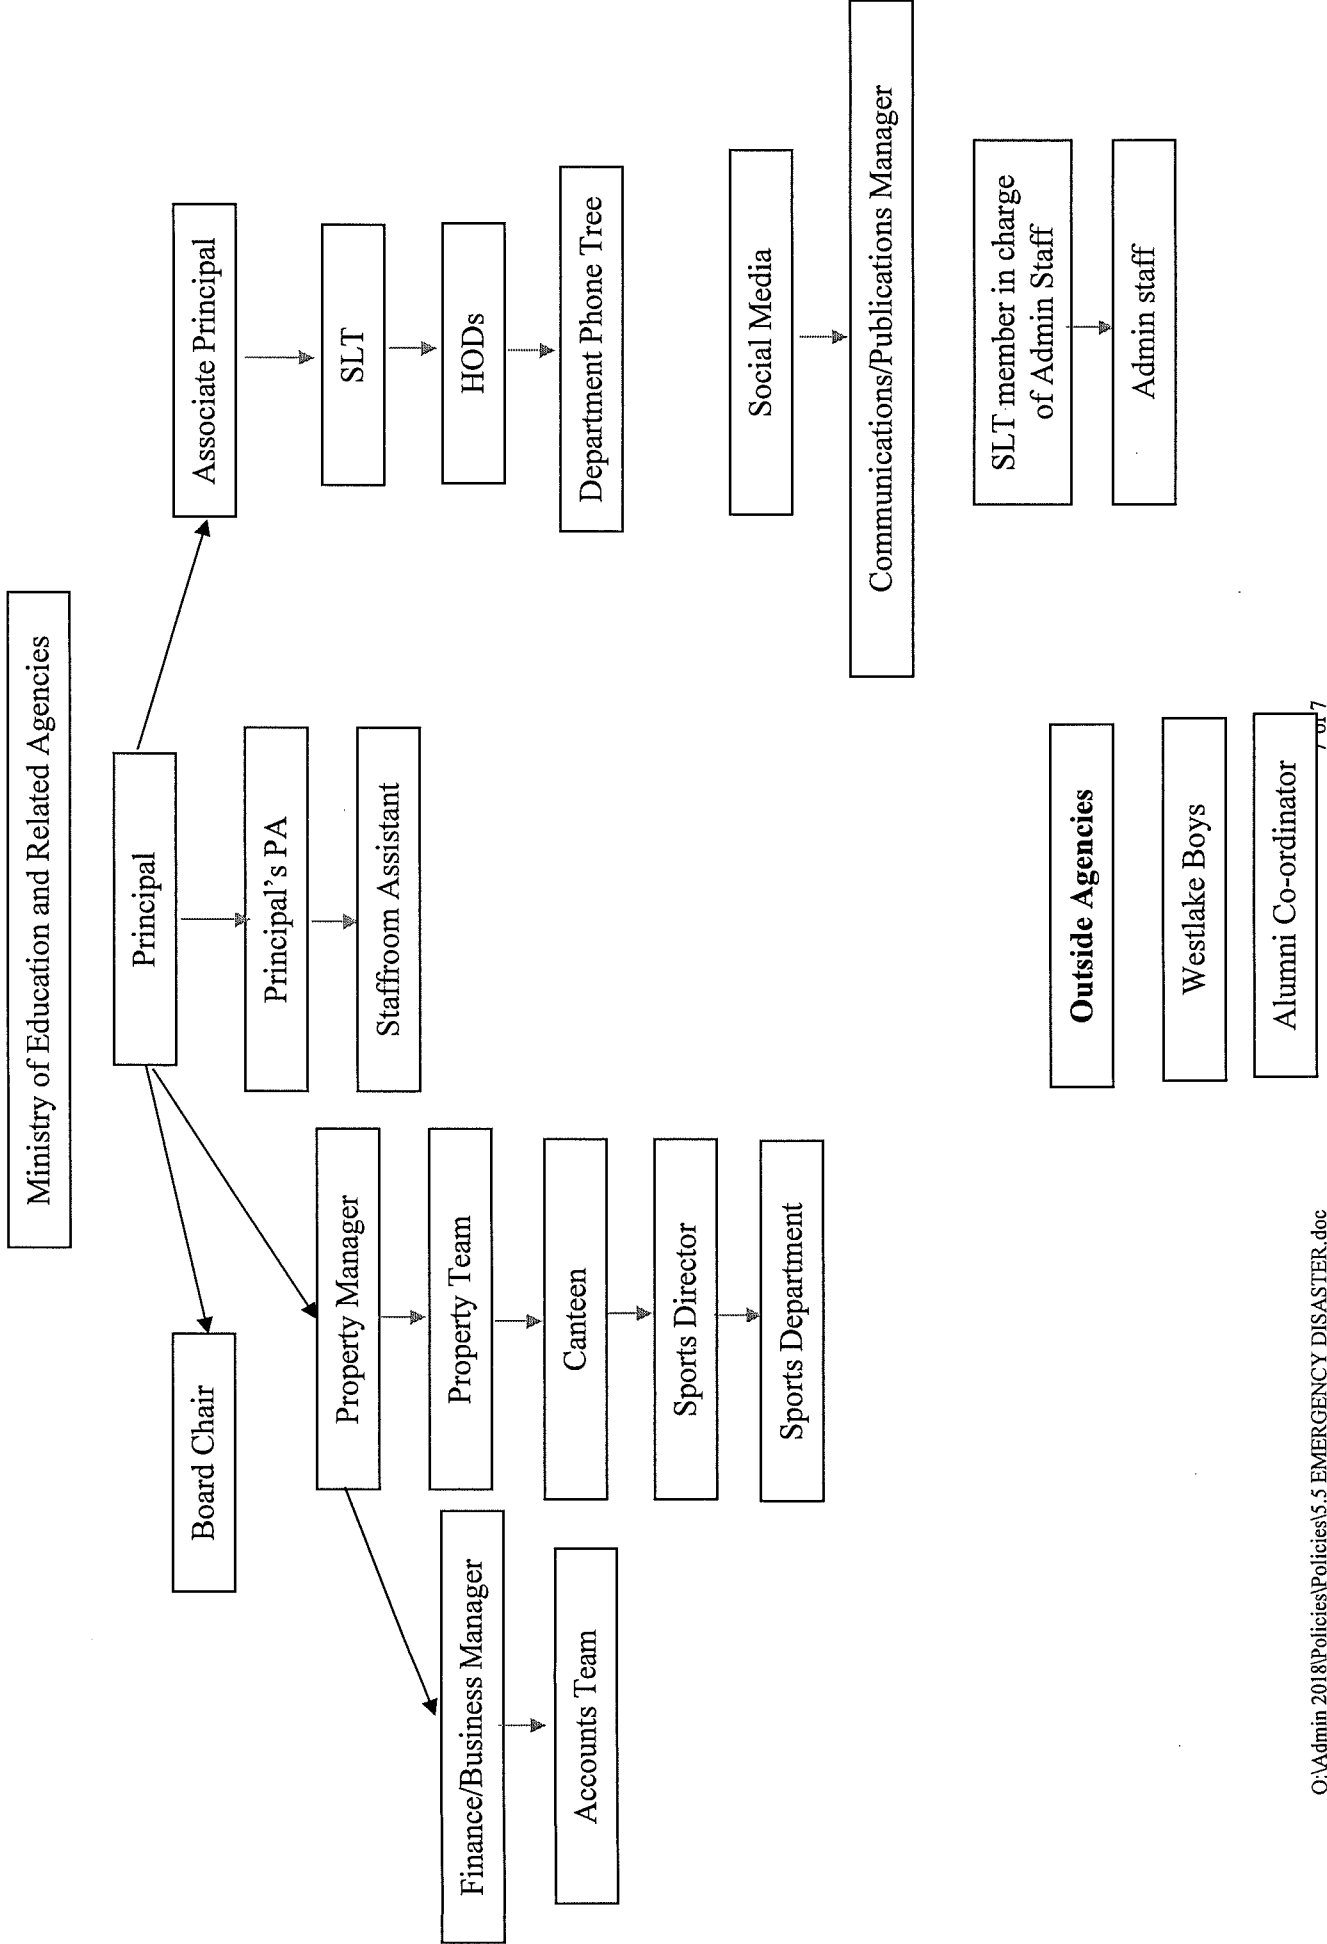 Ministry of Education and Related Agencies
Principal
Board Chair
Associate Principal
Principal's PA
Staffroom Assistant
Property Manager
Property Team
Canteen
Sports Director
Sports Department
Finance/Business Manager
Accounts Team
SLT
HODs
Department Phone Tree
Social Media
Communications/Publications Manager
SLT member in charge
of Admin Staff
Admin staff
Outside Agencies
Westlake Boys
Alumni Co-ordinator
O:\Admin 2018\Policies\Policies\5.5 EMERGENCY DISASTER.doc
7 of 7